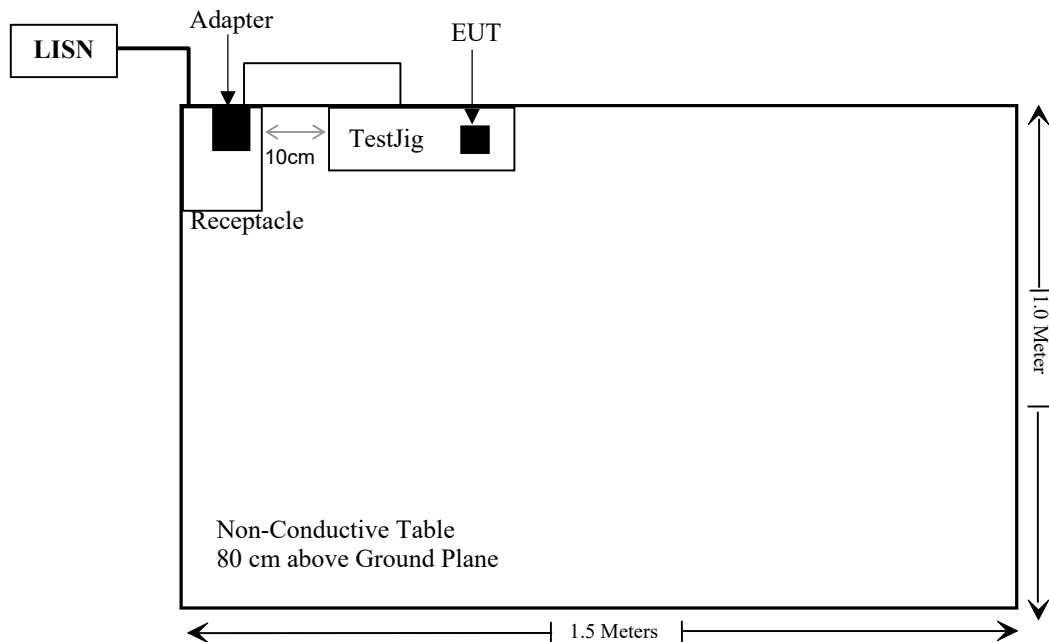 Adapter
EUT
LISN
TestJig
10cm
Receptacle
1.0 Meter
Non-Conductive Table
80 cm above Ground Plane
1.5 Meters